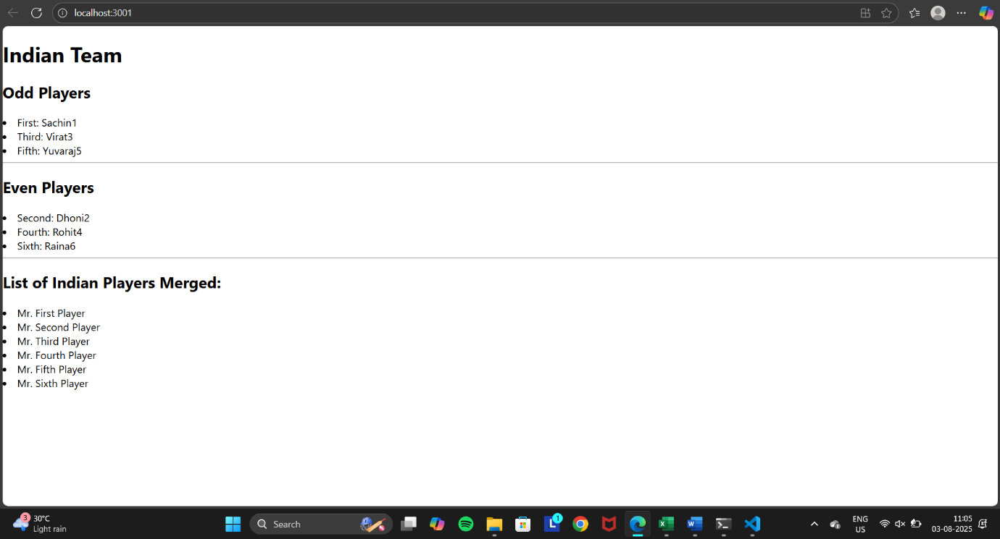 localhost:3001
Indian Team
Odd Players
First: Sachin1
Third: Virat3
Fifth: Yuvaraj5
Even Players
Second: Dhoni2
Fourth: Rohit4
Sixth: Raina6
List of Indian Players Merged:
Mr. First Player
Mr. Second Player
Mr. Third Player
Mr. Fourth Player
Mr. Fifth Player
Mr. Sixth Player
3
30°C
Light rain
Search
L
1
X
W
ENG
US
11:05
03-08-2025